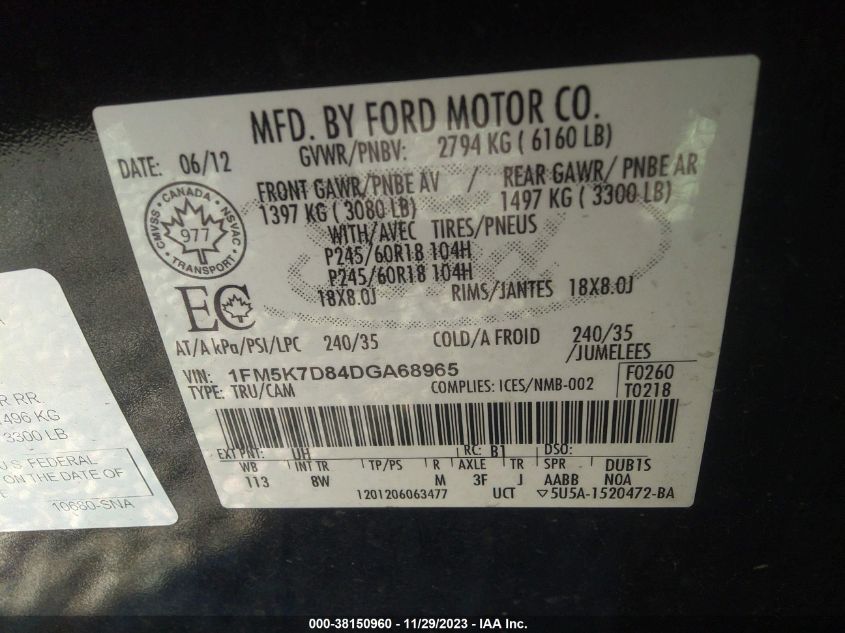 MFD. BY FORD MOTOR CO.
DATE: 06/12
GVWR/PNBV: 2794 KG ( 6160 LB)
FRONT GAWR/PNBE AV / REAR GAWR/ PNBE AR
1397 KG ( 3080 LB) 1497 KG ( 3300 LB)
WITH/AVEC TIRES/PNEUS
P245/60R18 104H
P245/60R18 104H
18X8.0J RIMS/JANTES 18X8.0J
CANADA
CMVSS NSVAC
977
TRANSPORT
EC
AT/A kPa/PSI/LPC 240/35 COLD/A FROID 240/35
/JUMELEES
VIN: 1FM5K7D84DGA68965 F0260
TYPE: TRU/CAM COMPLIES: ICES/NMB-002 T0218
EXT PNT: UH RC: B1 DSO:
WB INT TR TP/PS R AXLE TR SPR DUB1S
113 8W M 3F J AABB NOA
1201206063477 UCT ▽5U5A-1520472-BA
R RR.
496 KG
3300 LB
U.S. FEDERAL
ON THE DATE OF
10680-SNA
000-38150960 - 11/29/2023 - IAA Inc.